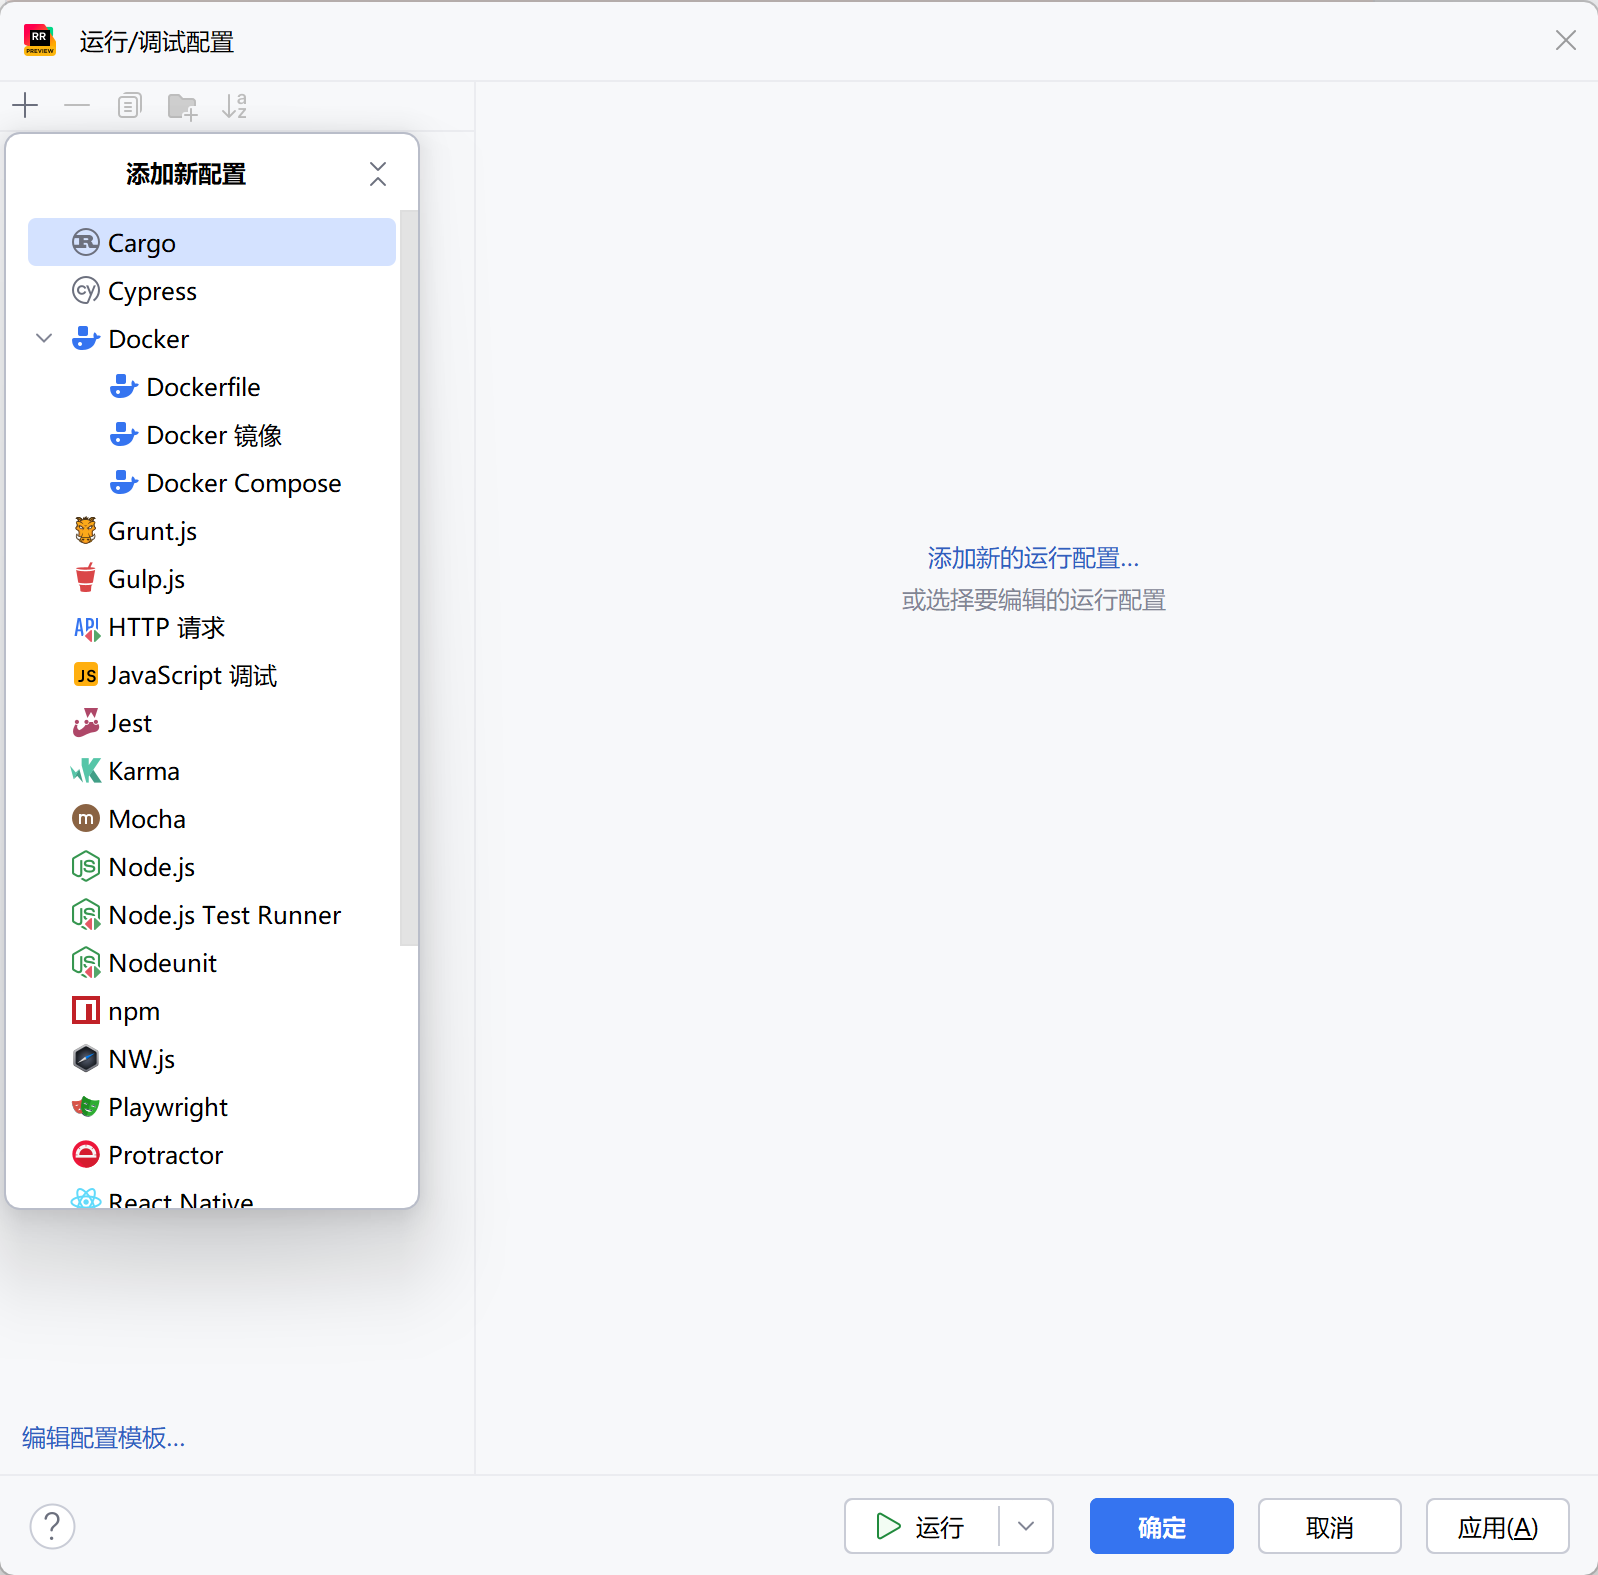 RR
PREVIEW
运行/调试配置
添加新配置
Cargo
Cypress
Docker
Dockerfile
Docker 镜像
Docker Compose
Grunt.js
Gulp.js
HTTP 请求
JavaScript 调试
Jest
Karma
Mocha
Node.js
Node.js Test Runner
Nodeunit
npm
NW.js
Playwright
Protractor
React Native
添加新的运行配置...
或选择要编辑的运行配置
编辑配置模板...
?
运行
确定
取消
应用(A)